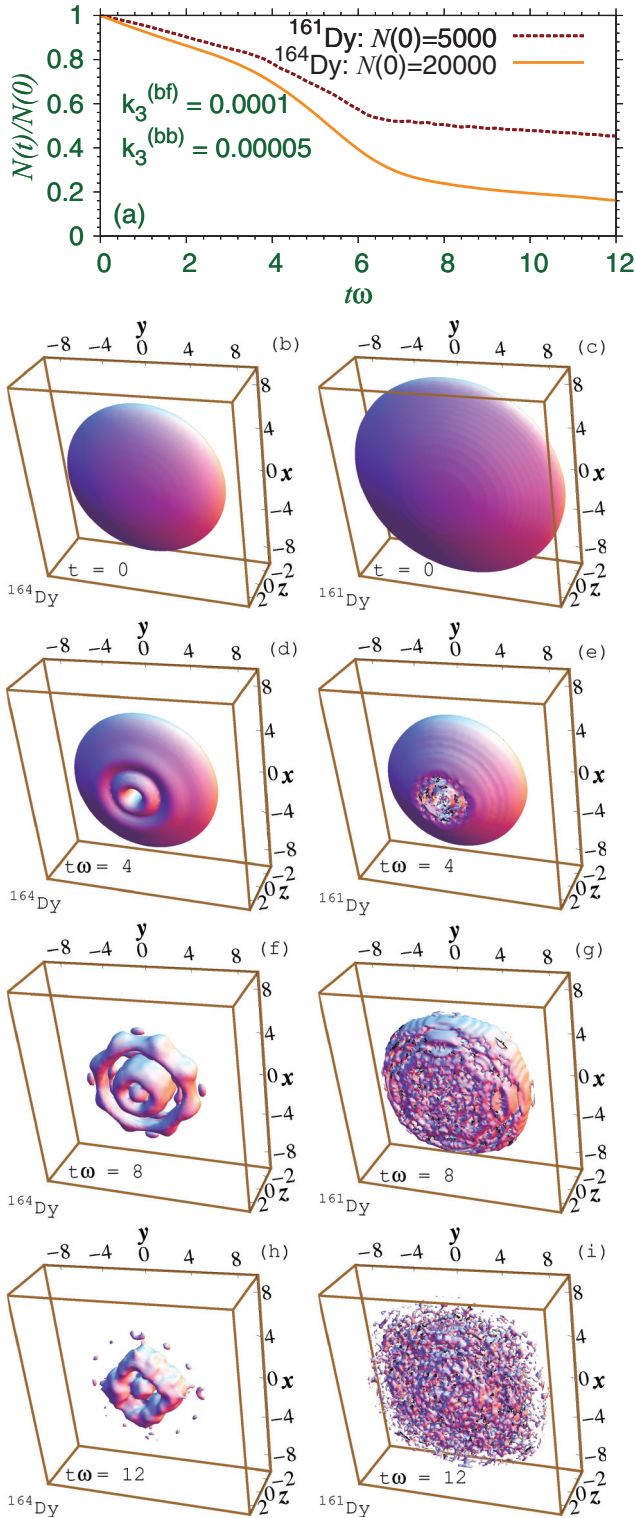 ¹⁶¹Dy: N(0)=5000
¹⁶⁴Dy: N(0)=20000
k₃⁽ᵇᶠ⁾ = 0.0001
k₃⁽ᵇᵇ⁾ = 0.00005
N(t)/N(0)
1
0.8
0.6
0.4
0.2
0
(a)
0 2 4 6 8 10 12
tω
y
−8 −4 0 4 8
(b)
8
4
0 x
−4
−8
−2
0 z
2
t = 0
¹⁶⁴Dy
y
−8 −4 0 4 8
(c)
8
4
0 x
−4
−8
−2
0 z
2
t = 0
¹⁶¹Dy
y
−8 −4 0 4 8
(d)
8
4
0 x
−4
−8
−2
0 z
2
tω = 4
¹⁶⁴Dy
y
−8 −4 0 4 8
(e)
8
4
0 x
−4
−8
−2
0 z
2
tω = 4
¹⁶¹Dy
y
−8 −4 0 4 8
(f)
8
4
0 x
−4
−8
−2
0 z
2
tω = 8
¹⁶⁴Dy
y
−8 −4 0 4 8
(g)
8
4
0 x
−4
−8
−2
0 z
2
tω = 8
¹⁶¹Dy
y
−8 −4 0 4 8
(h)
8
4
0 x
−4
−8
−2
0 z
2
tω = 12
¹⁶⁴Dy
y
−8 −4 0 4 8
(i)
8
4
0 x
−4
−8
−2
0 z
2
tω = 12
¹⁶¹Dy